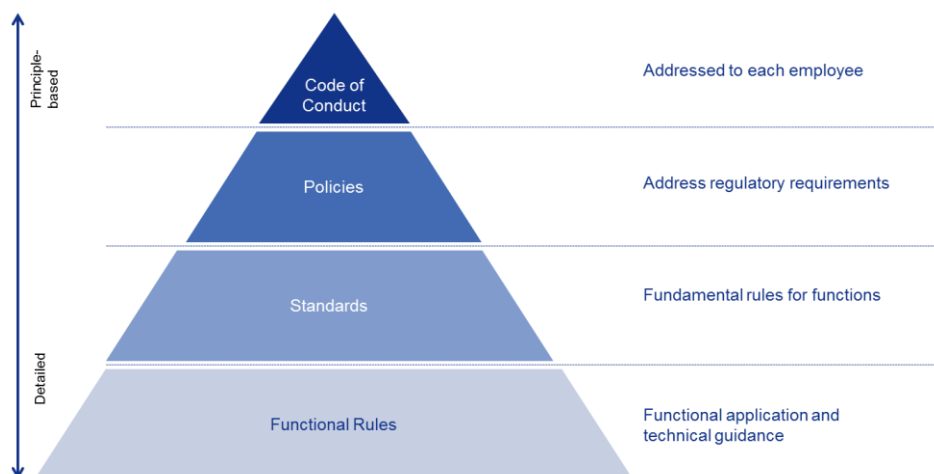 Principle-
based
Code of
Conduct
Addressed to each employee
Policies
Address regulatory requirements
Standards
Fundamental rules for functions
Detailed
Functional Rules
Functional application and
technical guidance